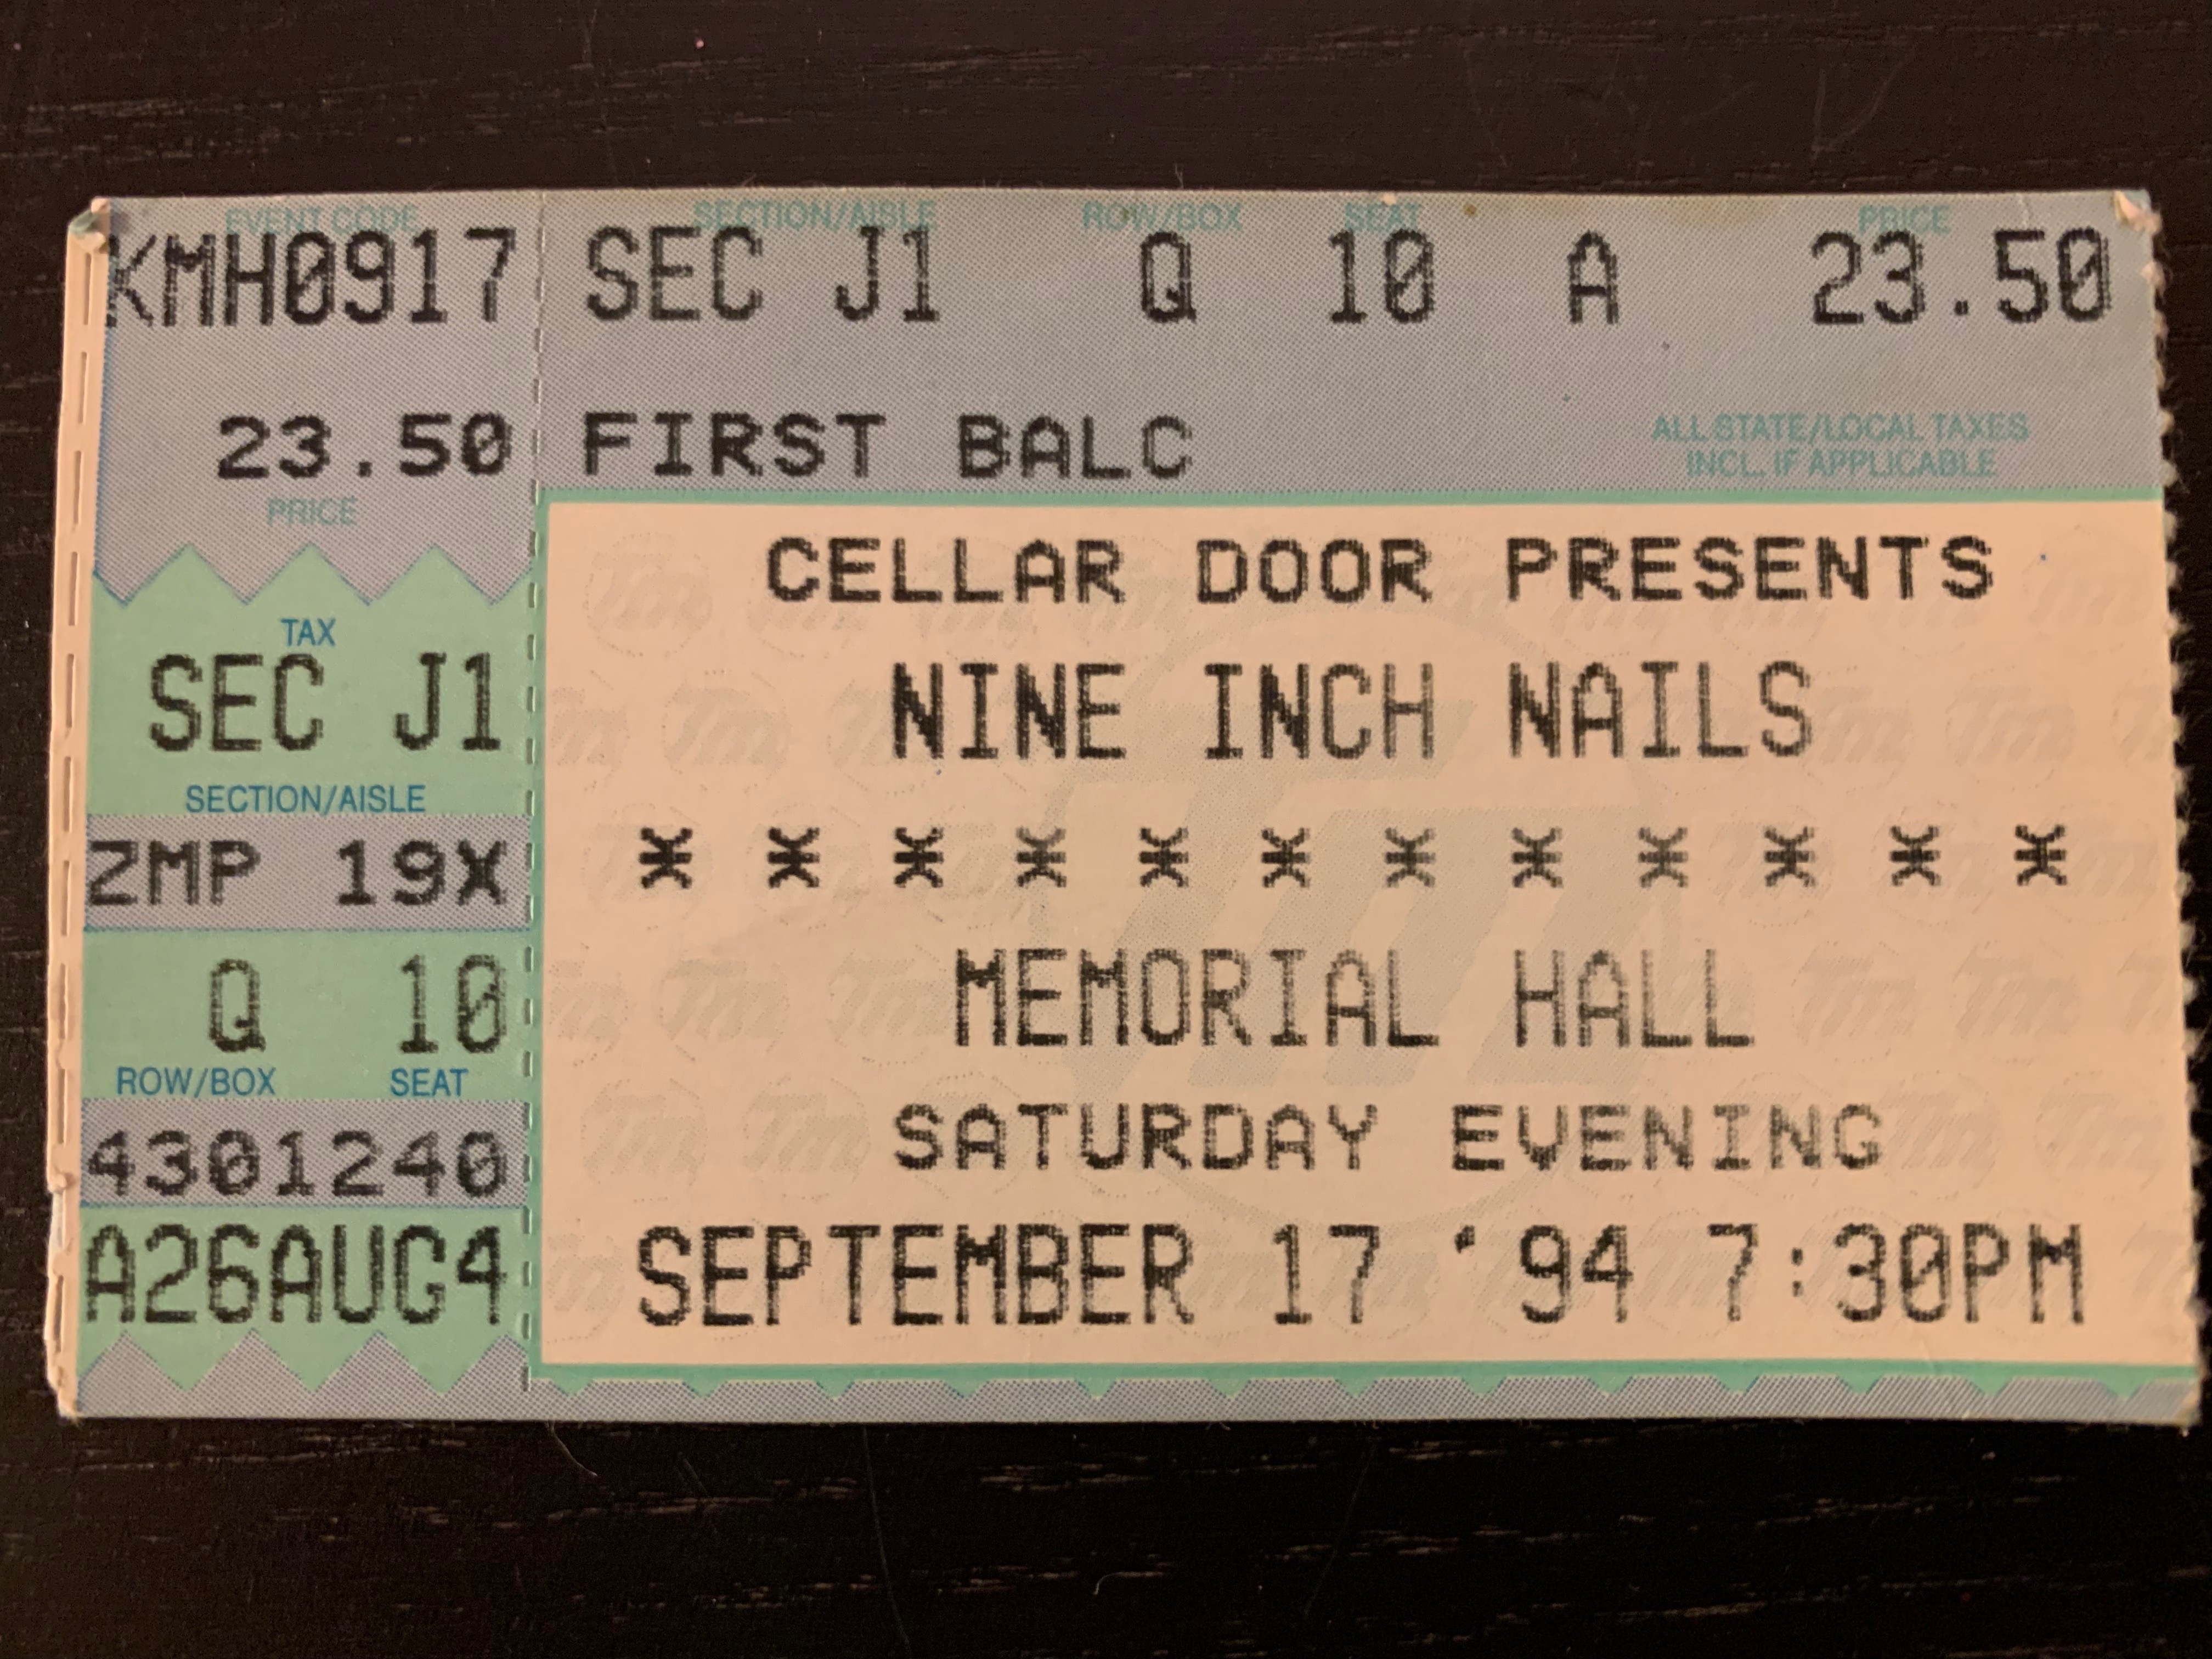 EVENT CODE SECTION/AISLE ROW/BOX SEAT PRICE
KMH0917 SEC J1 Q 10 A 23.50
23.50 FIRST BALC
ALL STATE/LOCAL TAXES
INCL. IF APPLICABLE
PRICE
CELLAR DOOR PRESENTS
TAX
SEC J1
NINE INCH NAILS
SECTION/AISLE
ZMP 19X
* * * * * * * * * * * *
Q 10
MEMORIAL HALL
ROW/BOX SEAT
4301240
SATURDAY EVENING
A26AUG4
SEPTEMBER 17 '94 7:30PM